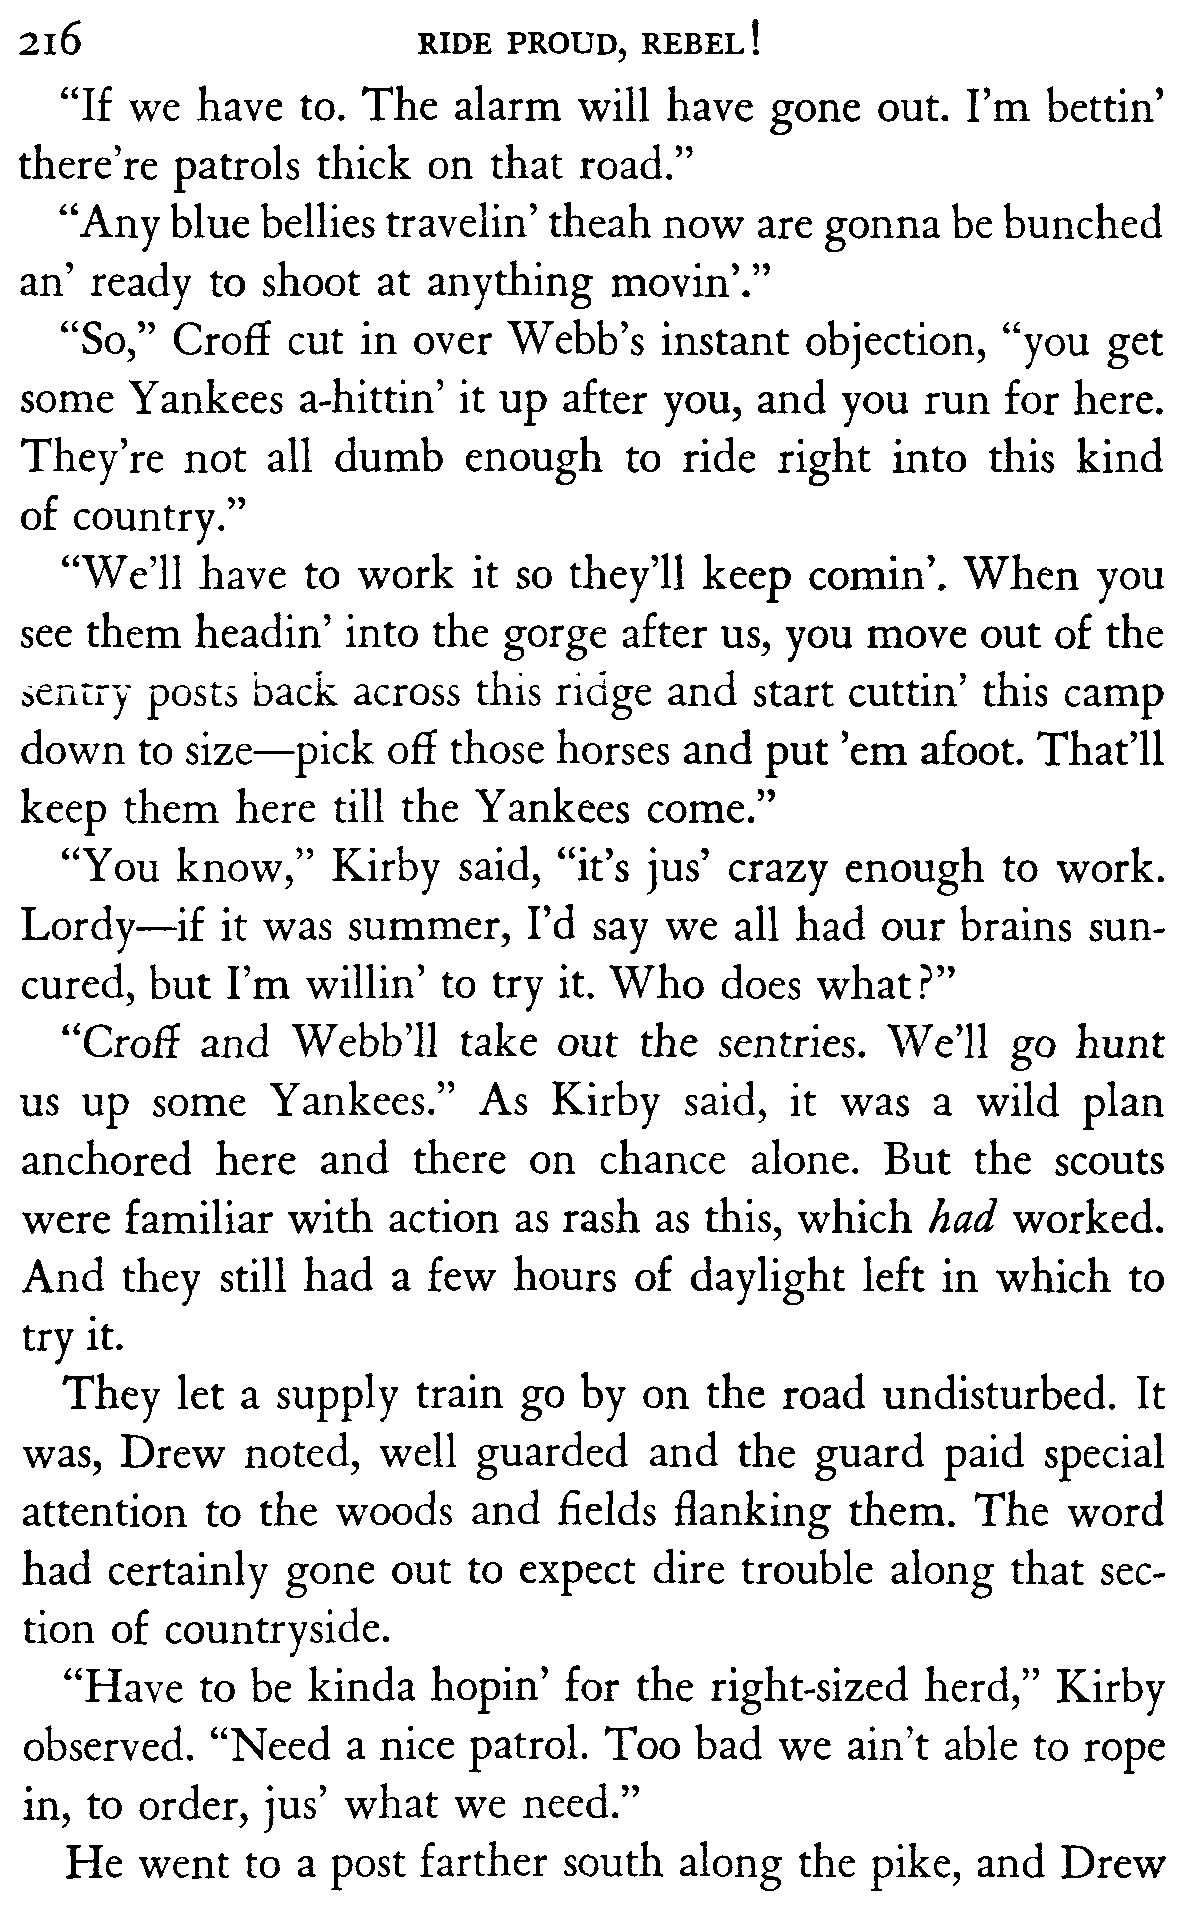 216 RIDE PROUD, REBEL!
“If we have to. The alarm will have gone out. I’m bettin’
there’re patrols thick on that road.”
“Any blue bellies travelin’ theah now are gonna be bunched
an’ ready to shoot at anything movin’.”
“So,” Croff cut in over Webb’s instant objection, “you get
some Yankees a-hittin’ it up after you, and you run for here.
They’re not all dumb enough to ride right into this kind
of country.”
“We’ll have to work it so they’ll keep comin’. When you
see them headin’ into the gorge after us, you move out of the
sentry posts back across this ridge and start cuttin’ this camp
down to size—pick off those horses and put ’em afoot. That’ll
keep them here till the Yankees come.”
“You know,” Kirby said, “it’s jus’ crazy enough to work.
Lordy—if it was summer, I’d say we all had our brains sun-
cured, but I’m willin’ to try it. Who does what?”
“Croff and Webb’ll take out the sentries. We’ll go hunt
us up some Yankees.” As Kirby said, it was a wild plan
anchored here and there on chance alone. But the scouts
were familiar with action as rash as this, which had worked.
And they still had a few hours of daylight left in which to
try it.
They let a supply train go by on the road undisturbed. It
was, Drew noted, well guarded and the guard paid special
attention to the woods and fields flanking them. The word
had certainly gone out to expect dire trouble along that sec-
tion of countryside.
“Have to be kinda hopin’ for the right-sized herd,” Kirby
observed. “Need a nice patrol. Too bad we ain’t able to rope
in, to order, jus’ what we need.”
He went to a post farther south along the pike, and Drew